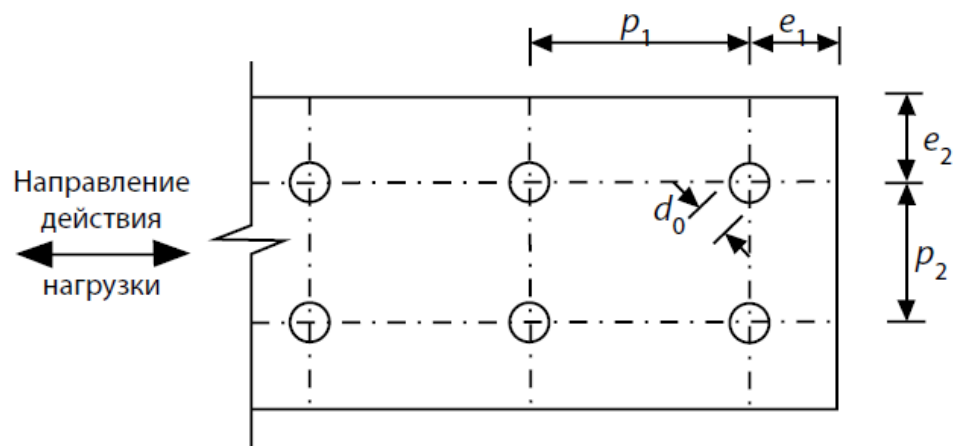 p₁
e₁
e₂
Направление
действия
нагрузки
d₀
p₂